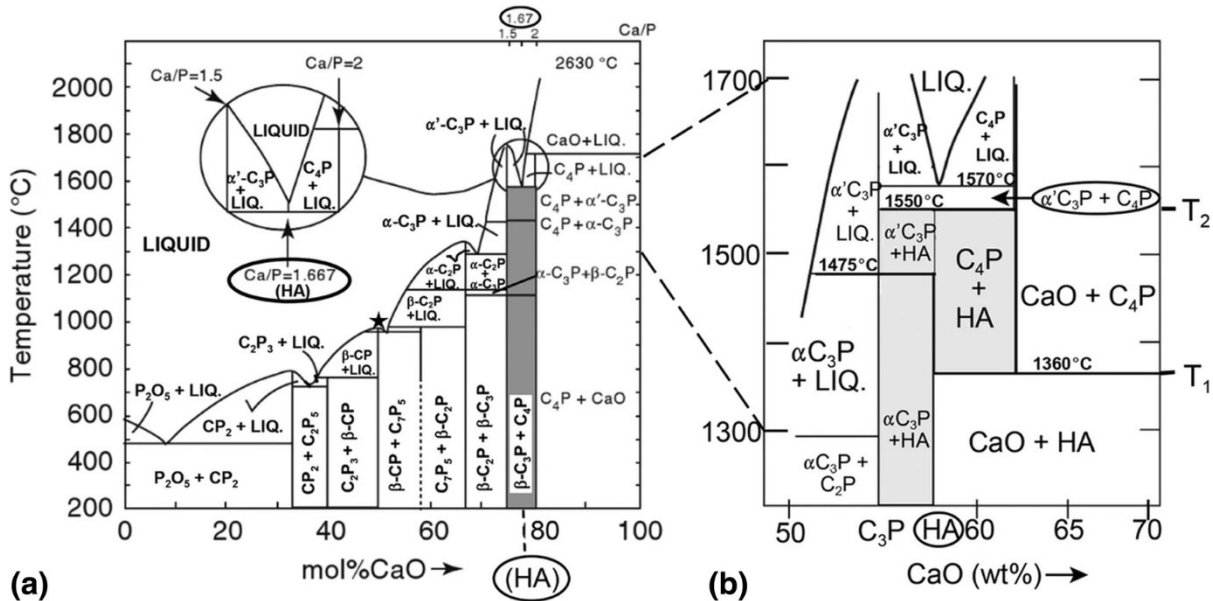 1.67
1.5 2
Ca/P
2630 °C
Ca/P=1.5
Ca/P=2
LIQUID
α'-C₃P
+
LIQ.
C₄P
+
LIQ.
Ca/P=1.667
(HA)
LIQUID
α'-C₃P + LIQ.
CaO+LIQ.
C₄P+LIQ.
C₄P + α'-C₃P
C₄P + α-C₃P
α-C₃P + LIQ.
α-C₂P
+LIQ.
α-C₂P
+
α-C₃P
α-C₃P+β-C₂P
β-C₂P
+LIQ.
C₂P₃ + LIQ.
β-CP
+LIQ.
P₂O₅ + LIQ.
CP₂ + LIQ.
C₄P + CaO
P₂O₅ + CP₂
CP₂ + C₂P₅
C₂P₃ + β-CP
β-CP + C₇P₅
C₇P₅ + β-C₂P
β-C₂P + β-C₃P
β-C₃P + C₄P
Temperature (°C)
2000
1800
1600
1400
1200
1000
800
600
400
200
0 20 40 60 80 100
mol%CaO
(HA)
(a)
1700
1500
1300
LIQ.
α'C₃P
+
LIQ.
C₄P
+
LIQ.
1570°C
1550°C
α'C₃P + C₄P
T₂
α'C₃P
+
LIQ.
α'C₃P
+HA
1475°C
C₄P
+
HA
CaO + C₄P
1360°C
T₁
αC₃P
+ LIQ.
αC₃P
+HA
CaO + HA
αC₃P +
C₂P
50 60 65 70
C₃P HA
CaO (wt%)
(b)